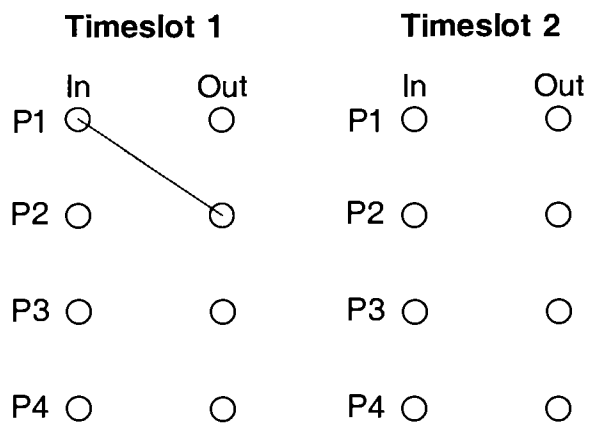 Timeslot 1 Timeslot 2
In Out In Out
P1 P1
P2 P2
P3 P3
P4 P4